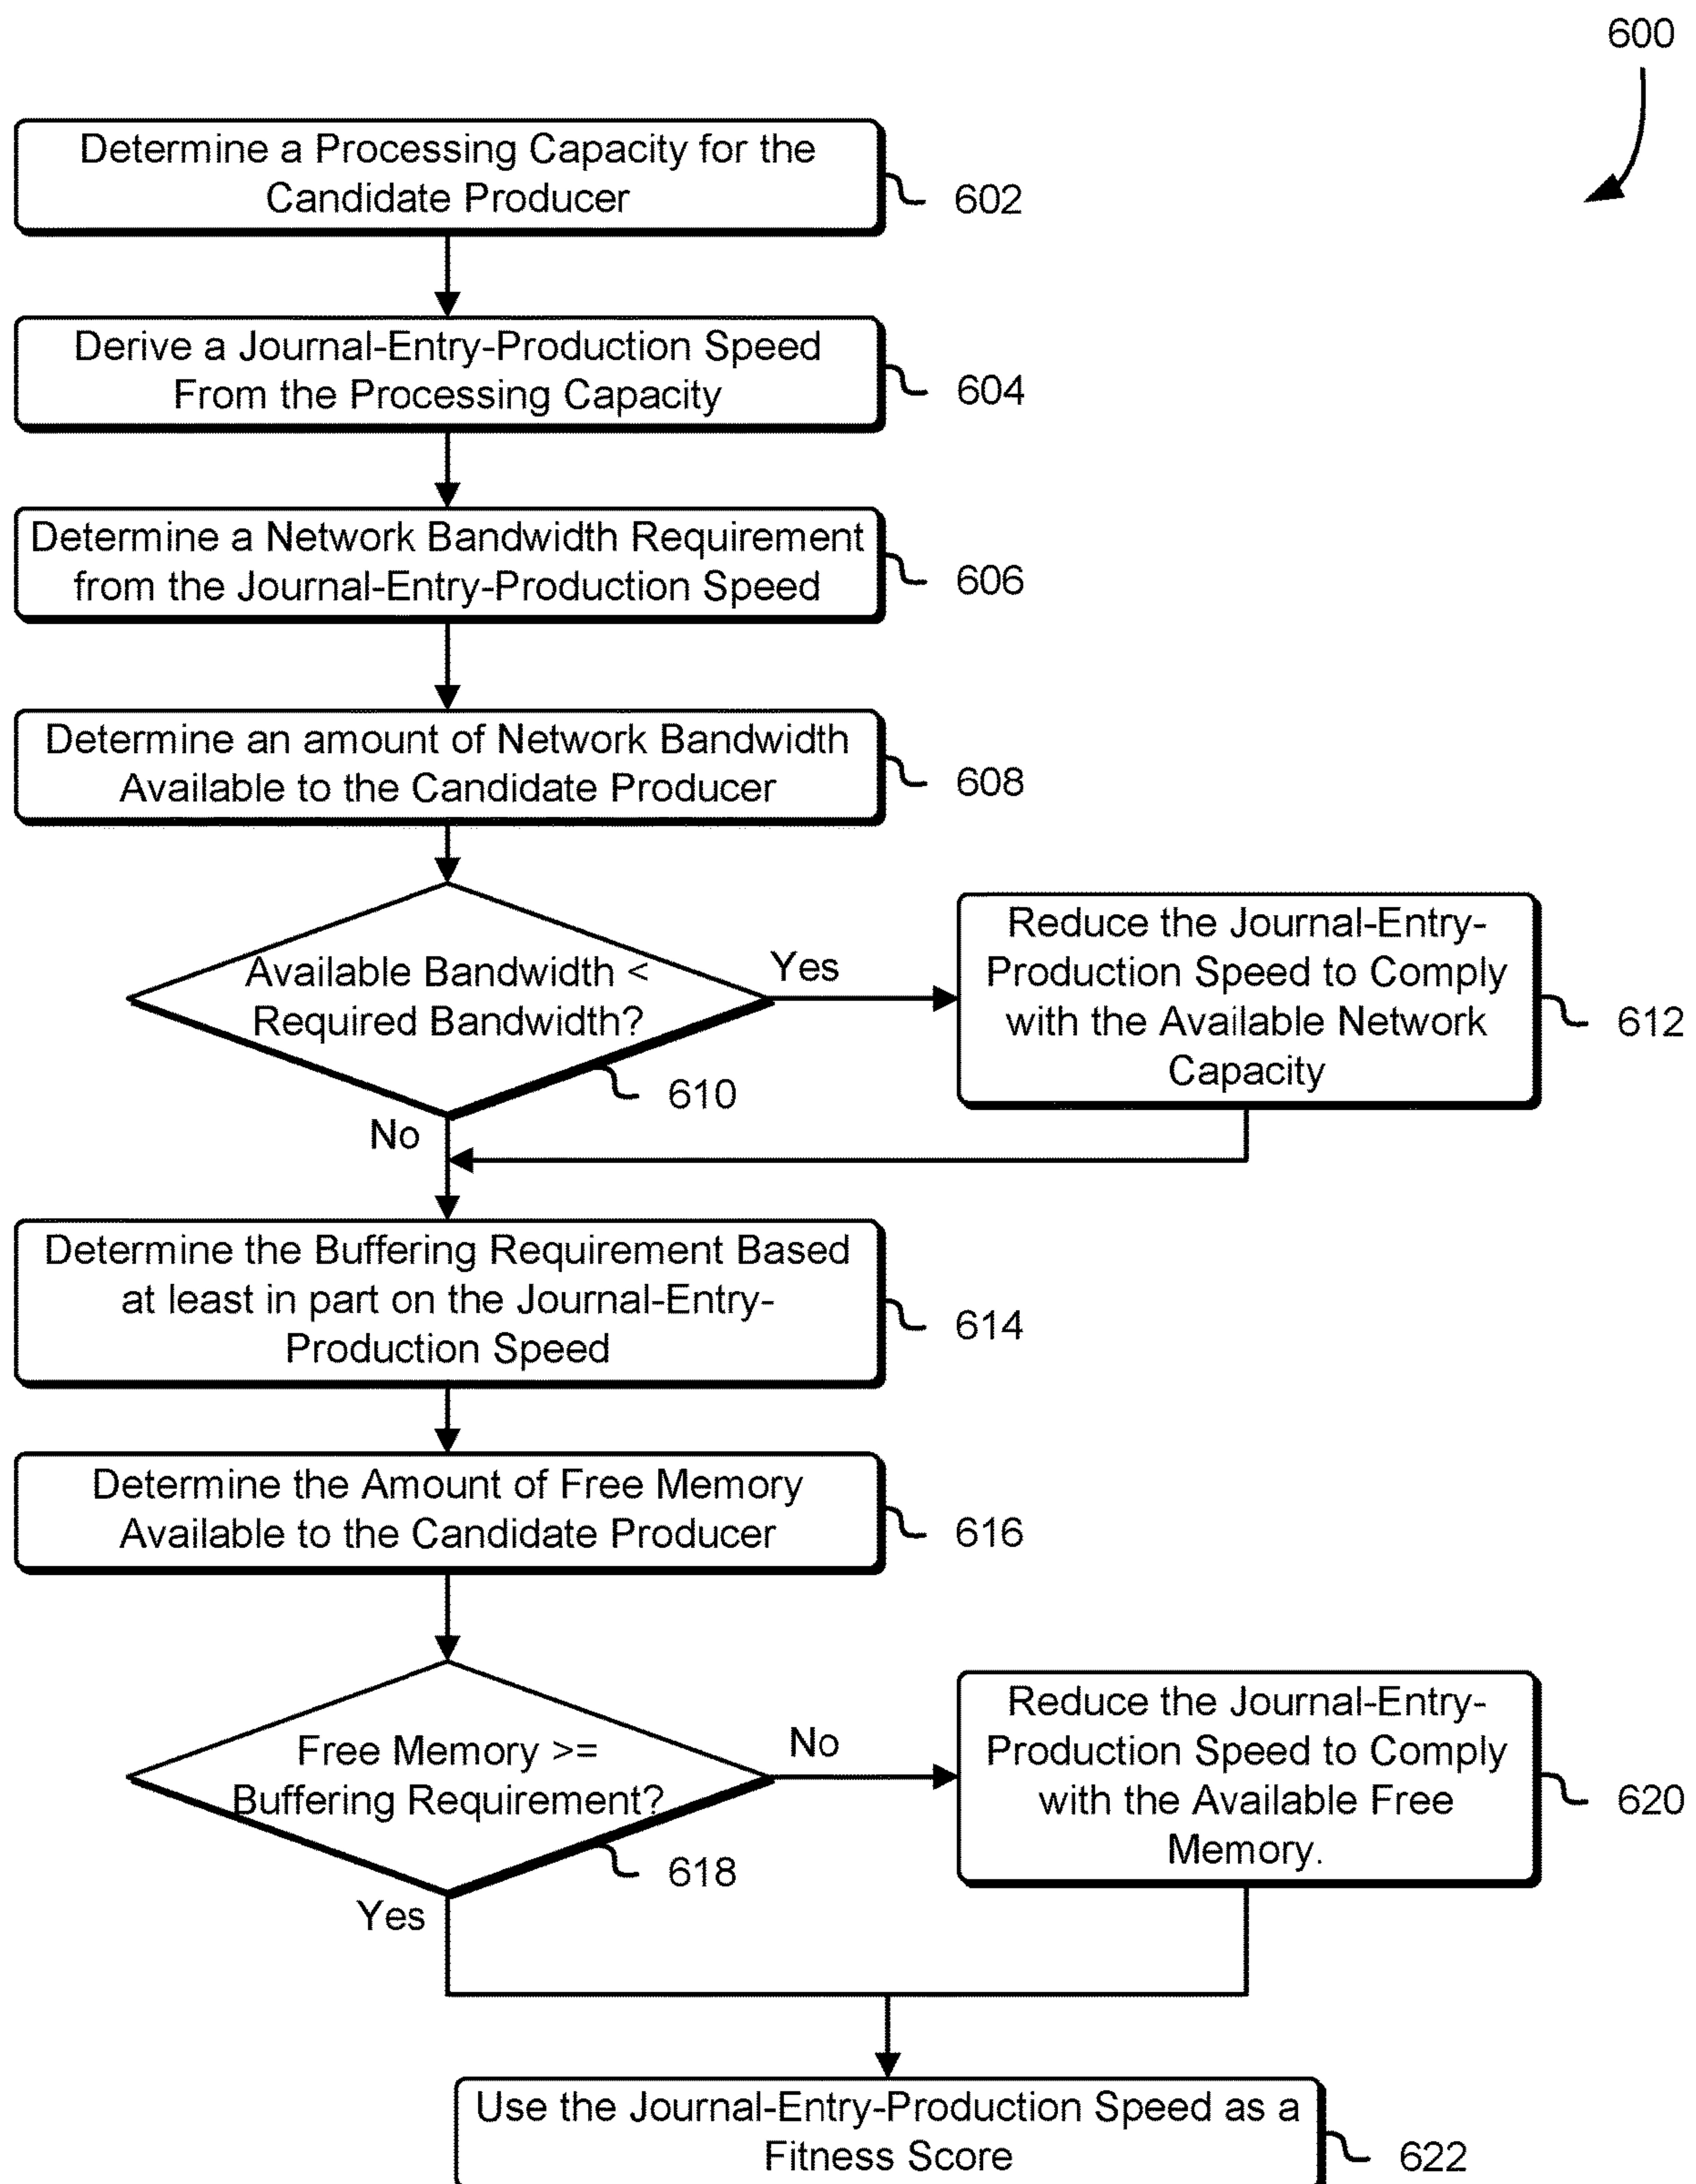 600
Determine a Processing Capacity for the
Candidate Producer
602
Derive a Journal-Entry-Production Speed
From the Processing Capacity
604
Determine a Network Bandwidth Requirement
from the Journal-Entry-Production Speed
606
Determine an amount of Network Bandwidth
Available to the Candidate Producer
608
Available Bandwidth <
Required Bandwidth?
610
Yes
Reduce the Journal-Entry-
Production Speed to Comply
with the Available Network
Capacity
612
No
Determine the Buffering Requirement Based
at least in part on the Journal-Entry-
Production Speed
614
Determine the Amount of Free Memory
Available to the Candidate Producer
616
Free Memory >=
Buffering Requirement?
618
No
Reduce the Journal-Entry-
Production Speed to Comply
with the Available Free
Memory.
620
Yes
Use the Journal-Entry-Production Speed as a
Fitness Score
622